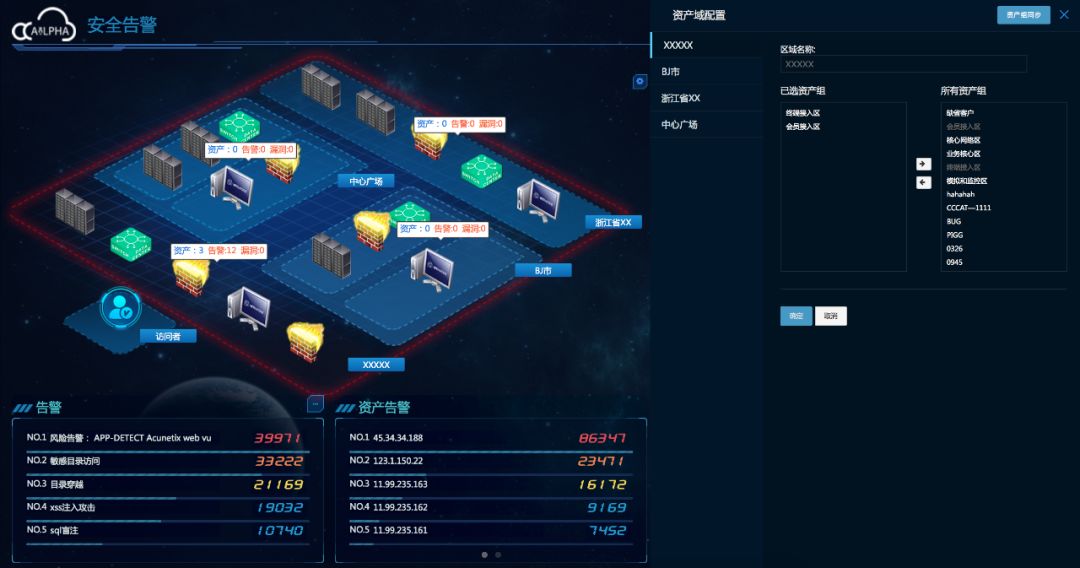 AiLPHA
安全告警
资产域配置
资产组同步
XXXXX
BJ市
浙江省XX
中心广场
区域名称:
XXXXX
已选资产组
终端接入区
会员接入区
所有资产组
缺省客户
会员接入区
核心网络区
业务核心区
终端接入区
模拟和监控区
hahahah
CCCAT—1111
BUG
PIGG
0326
0945
确定
取消
资产：0 告警:0 漏洞:0
资产：0 告警:0 漏洞:0
中心广场
浙江省XX
资产：0 告警:0 漏洞:0
资产：3 告警:12 漏洞:0
BJ市
访问者
XXXXX
告警
NO.1 风险告警： APP-DETECT Acunetix web vu 39971
NO.2 敏感目录访问 33222
NO.3 目录穿越 21169
NO.4 xss注入攻击 19032
NO.5 sql盲注 10740
资产告警
NO.1 45.34.34.188 86347
NO.2 123.1.150.22 23471
NO.3 11.99.235.163 16172
NO.4 11.99.235.162 9169
NO.5 11.99.235.161 7452